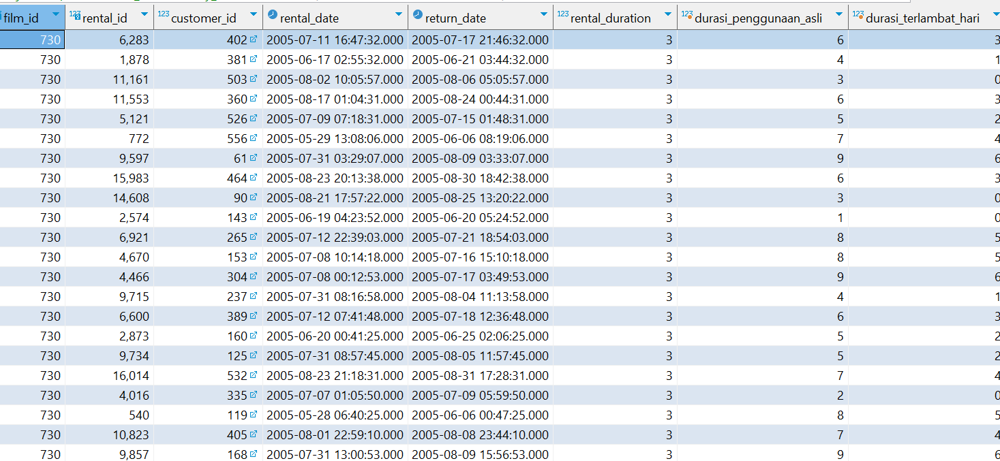 film_id 123 rental_id 123 customer_id rental_date return_date 123 rental_duration 123 durasi_penggunaan_asli 123 durasi_terlambat_hari
730 6,283 402 2005-07-11 16:47:32.000 2005-07-17 21:46:32.000 3 6 3
730 1,878 381 2005-06-17 02:55:32.000 2005-06-21 03:44:32.000 3 4 1
730 11,161 503 2005-08-02 10:05:57.000 2005-08-06 05:05:57.000 3 3 0
730 11,553 360 2005-08-17 01:04:31.000 2005-08-24 00:44:31.000 3 6 3
730 5,121 526 2005-07-09 07:18:31.000 2005-07-15 01:48:31.000 3 5 2
730 772 556 2005-05-29 13:08:06.000 2005-06-06 08:19:06.000 3 7 4
730 9,597 61 2005-07-31 03:29:07.000 2005-08-09 03:33:07.000 3 9 6
730 15,983 464 2005-08-23 20:13:38.000 2005-08-30 18:42:38.000 3 6 3
730 14,608 90 2005-08-21 17:57:22.000 2005-08-25 13:20:22.000 3 3 0
730 2,574 143 2005-06-19 04:23:52.000 2005-06-20 05:24:52.000 3 1 0
730 6,921 265 2005-07-12 22:39:03.000 2005-07-21 18:54:03.000 3 8 5
730 4,670 153 2005-07-08 10:14:18.000 2005-07-16 15:10:18.000 3 8 5
730 4,466 304 2005-07-08 00:12:53.000 2005-07-17 03:49:53.000 3 9 6
730 9,715 237 2005-07-31 08:16:58.000 2005-08-04 11:13:58.000 3 4 1
730 6,600 389 2005-07-12 07:41:48.000 2005-07-18 12:36:48.000 3 6 3
730 2,873 160 2005-06-20 00:41:25.000 2005-06-25 02:06:25.000 3 5 2
730 9,734 125 2005-07-31 08:57:45.000 2005-08-05 11:57:45.000 3 5 2
730 16,014 532 2005-08-23 21:18:31.000 2005-08-31 17:28:31.000 3 7 4
730 4,016 335 2005-07-07 01:05:50.000 2005-07-09 05:59:50.000 3 2 0
730 540 119 2005-05-28 06:40:25.000 2005-06-06 00:47:25.000 3 8 5
730 10,823 405 2005-08-01 22:59:10.000 2005-08-08 23:44:10.000 3 7 4
730 9,857 168 2005-07-31 13:00:53.000 2005-08-09 15:56:53.000 3 9 6